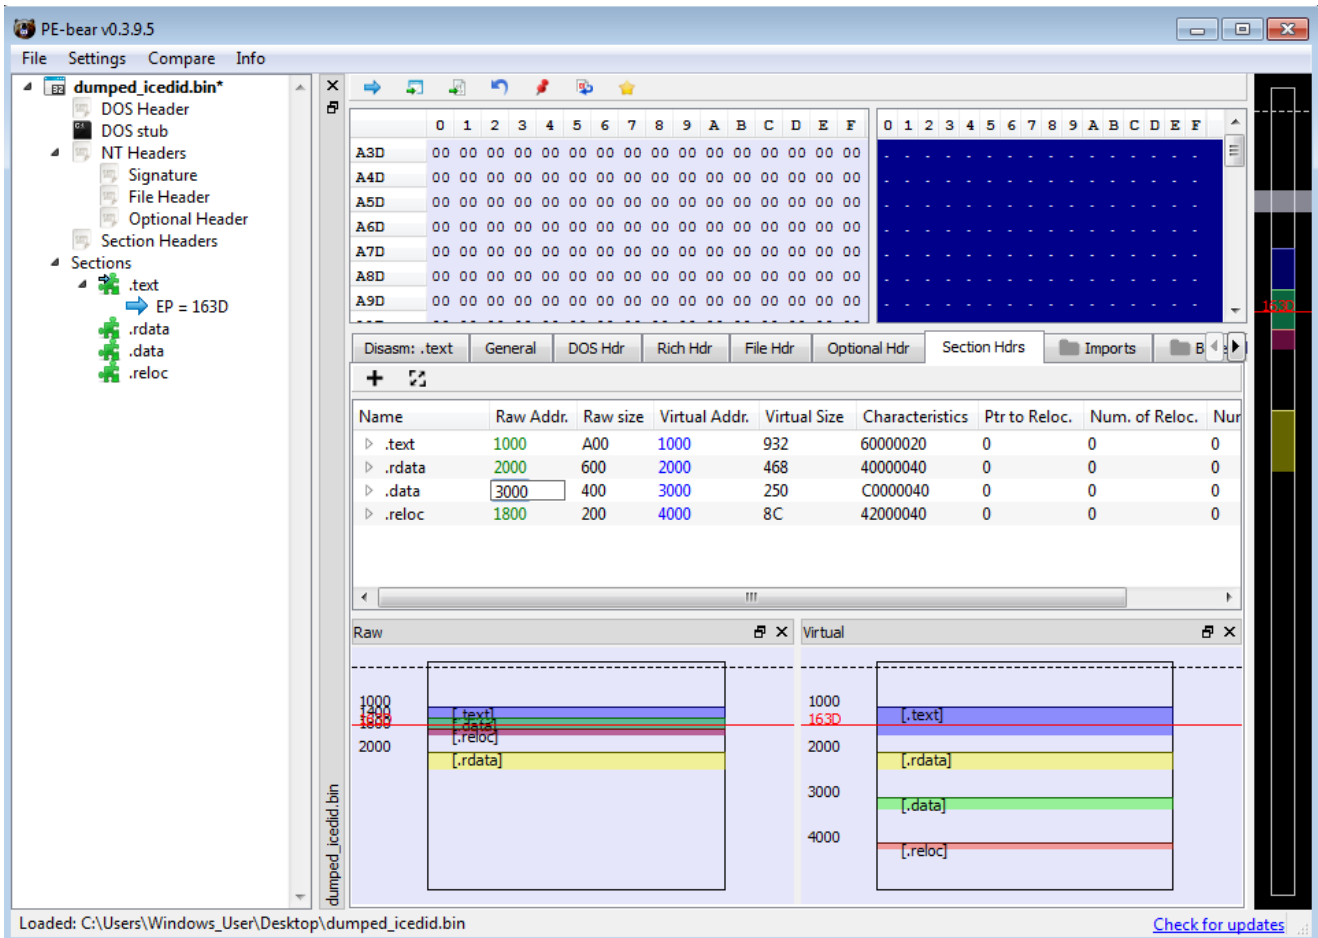 PE-bear v0.3.9.5
File Settings Compare Info
dumped_icedid.bin*
DOS Header
DOS stub
NT Headers
Signature
File Header
Optional Header
Section Headers
Sections
.text
EP = 163D
.rdata
.data
.reloc
dumped_icedid.bin
0 1 2 3 4 5 6 7 8 9 A B C D E F 0 1 2 3 4 5 6 7 8 9 A B C D E F
A3D 00 00 00 00 00 00 00 00 00 00 00 00 00 00 00 00 . . . . . . . . . . . . . . . .
A4D 00 00 00 00 00 00 00 00 00 00 00 00 00 00 00 00 . . . . . . . . . . . . . . . .
A5D 00 00 00 00 00 00 00 00 00 00 00 00 00 00 00 00 . . . . . . . . . . . . . . . .
A6D 00 00 00 00 00 00 00 00 00 00 00 00 00 00 00 00 . . . . . . . . . . . . . . . .
A7D 00 00 00 00 00 00 00 00 00 00 00 00 00 00 00 00 . . . . . . . . . . . . . . . .
A8D 00 00 00 00 00 00 00 00 00 00 00 00 00 00 00 00 . . . . . . . . . . . . . . . .
A9D 00 00 00 00 00 00 00 00 00 00 00 00 00 00 00 00 . . . . . . . . . . . . . . . .
163D
Disasm: .text General DOS Hdr Rich Hdr File Hdr Optional Hdr Section Hdrs Imports B
Name Raw Addr. Raw size Virtual Addr. Virtual Size Characteristics Ptr to Reloc. Num. of Reloc. Nur
.text 1000 A00 1000 932 60000020 0 0 0
.rdata 2000 600 2000 468 40000040 0 0 0
.data 3000 400 3000 250 C0000040 0 0 0
.reloc 1800 200 4000 8C 42000040 0 0 0
Raw
1000
1400
1800
2000
[.text]
[.data]
[.reloc]
[.rdata]
Virtual
1000
163D
2000
3000
4000
[.text]
[.rdata]
[.data]
[.reloc]
Loaded: C:\Users\Windows_User\Desktop\dumped_icedid.bin
Check for updates